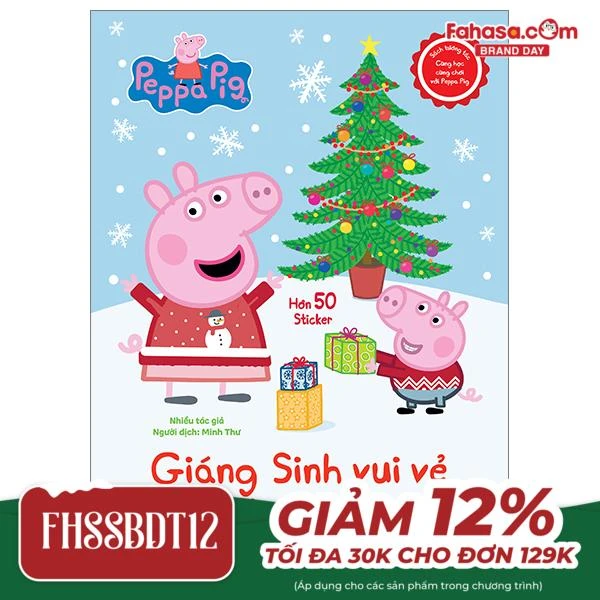 Fahasa.com
BRAND DAY
Peppa Pig
Sách tương tác
Cùng học
cùng chơi
với Peppa Pig
Hơn 50
Sticker
Nhiều tác giả
Người dịch: Minh Thư
Giáng Sinh vui vẻ
FHSSBDT12
GIẢM 12%
TỐI ĐA 30K CHO ĐƠN 129K
(Áp dụng cho các sản phẩm trong chương trình)